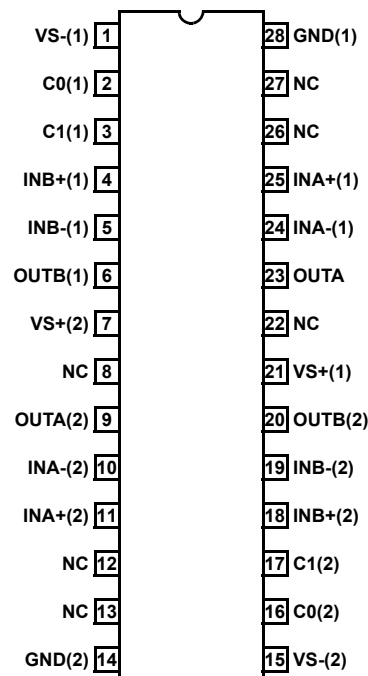 VS-(1) 1 28 GND(1)
C0(1) 2 27 NC
C1(1) 3 26 NC
INB+(1) 4 25 INA+(1)
INB-(1) 5 24 INA-(1)
OUTB(1) 6 23 OUTA
VS+(2) 7 22 NC
NC 8 21 VS+(1)
OUTA(2) 9 20 OUTB(2)
INA-(2) 10 19 INB-(2)
INA+(2) 11 18 INB+(2)
NC 12 17 C1(2)
NC 13 16 C0(2)
GND(2) 14 15 VS-(2)